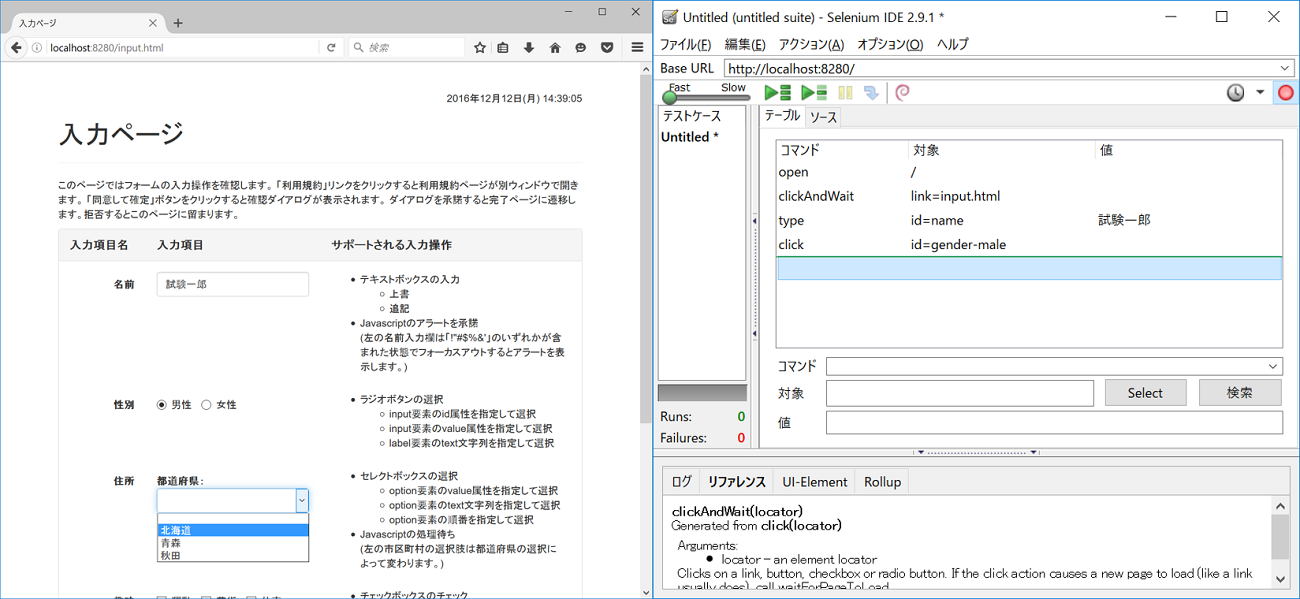 入力ページ
localhost:8280/input.html
検索
2016年12月12日(月) 14:39:05
入力ページ
このページではフォームの入力操作を確認します。「利用規約」リンクをクリックすると利用規約ページが別ウィンドウで開き
ます。「同意して確定」ボタンをクリックすると確認ダイアログが表示されます。ダイアログを承諾すると完了ページに遷移し
ます。拒否するとこのページに留まります。
入力項目名 入力項目 サポートされる入力操作
名前 試験一郎
テキストボックスの入力
上書
追記
Javascriptのアラートを承諾
(左の名前入力欄は「!"#$%&'」のいずれかが含
まれた状態でフォーカスアウトするとアラートを表
示します。)
性別 男性 女性
ラジオボタンの選択
input要素のid属性を指定して選択
input要素のvalue属性を指定して選択
label要素のtext文字列を指定して選択
住所 都道府県:
北海道
青森
秋田
セレクトボックスの選択
option要素のvalue属性を指定して選択
option要素のtext文字列を指定して選択
option要素の順番を指定して選択
Javascriptの処理待ち
(左の市区町村の選択肢は都道府県の選択に
よって変わります。)
チェックボックスのチェック
Untitled (untitled suite) - Selenium IDE 2.9.1 *
ファイル(F) 編集(E) アクション(A) オプション(O) ヘルプ
Base URL http://localhost:8280/
Fast Slow
テストケース
Untitled *
Runs: 0
Failures: 0
テーブル ソース
コマンド 対象 値
open /
clickAndWait link=input.html
type id=name 試験一郎
click id=gender-male
コマンド
対象 Select 検索
値
ログ リファレンス UI-Element Rollup
clickAndWait(locator)
Generated from click(locator)
Arguments:
locator - an element locator
Clicks on a link, button, checkbox or radio button. If the click action causes a new page to load (like a link
usually does), call waitForPageToLoad.